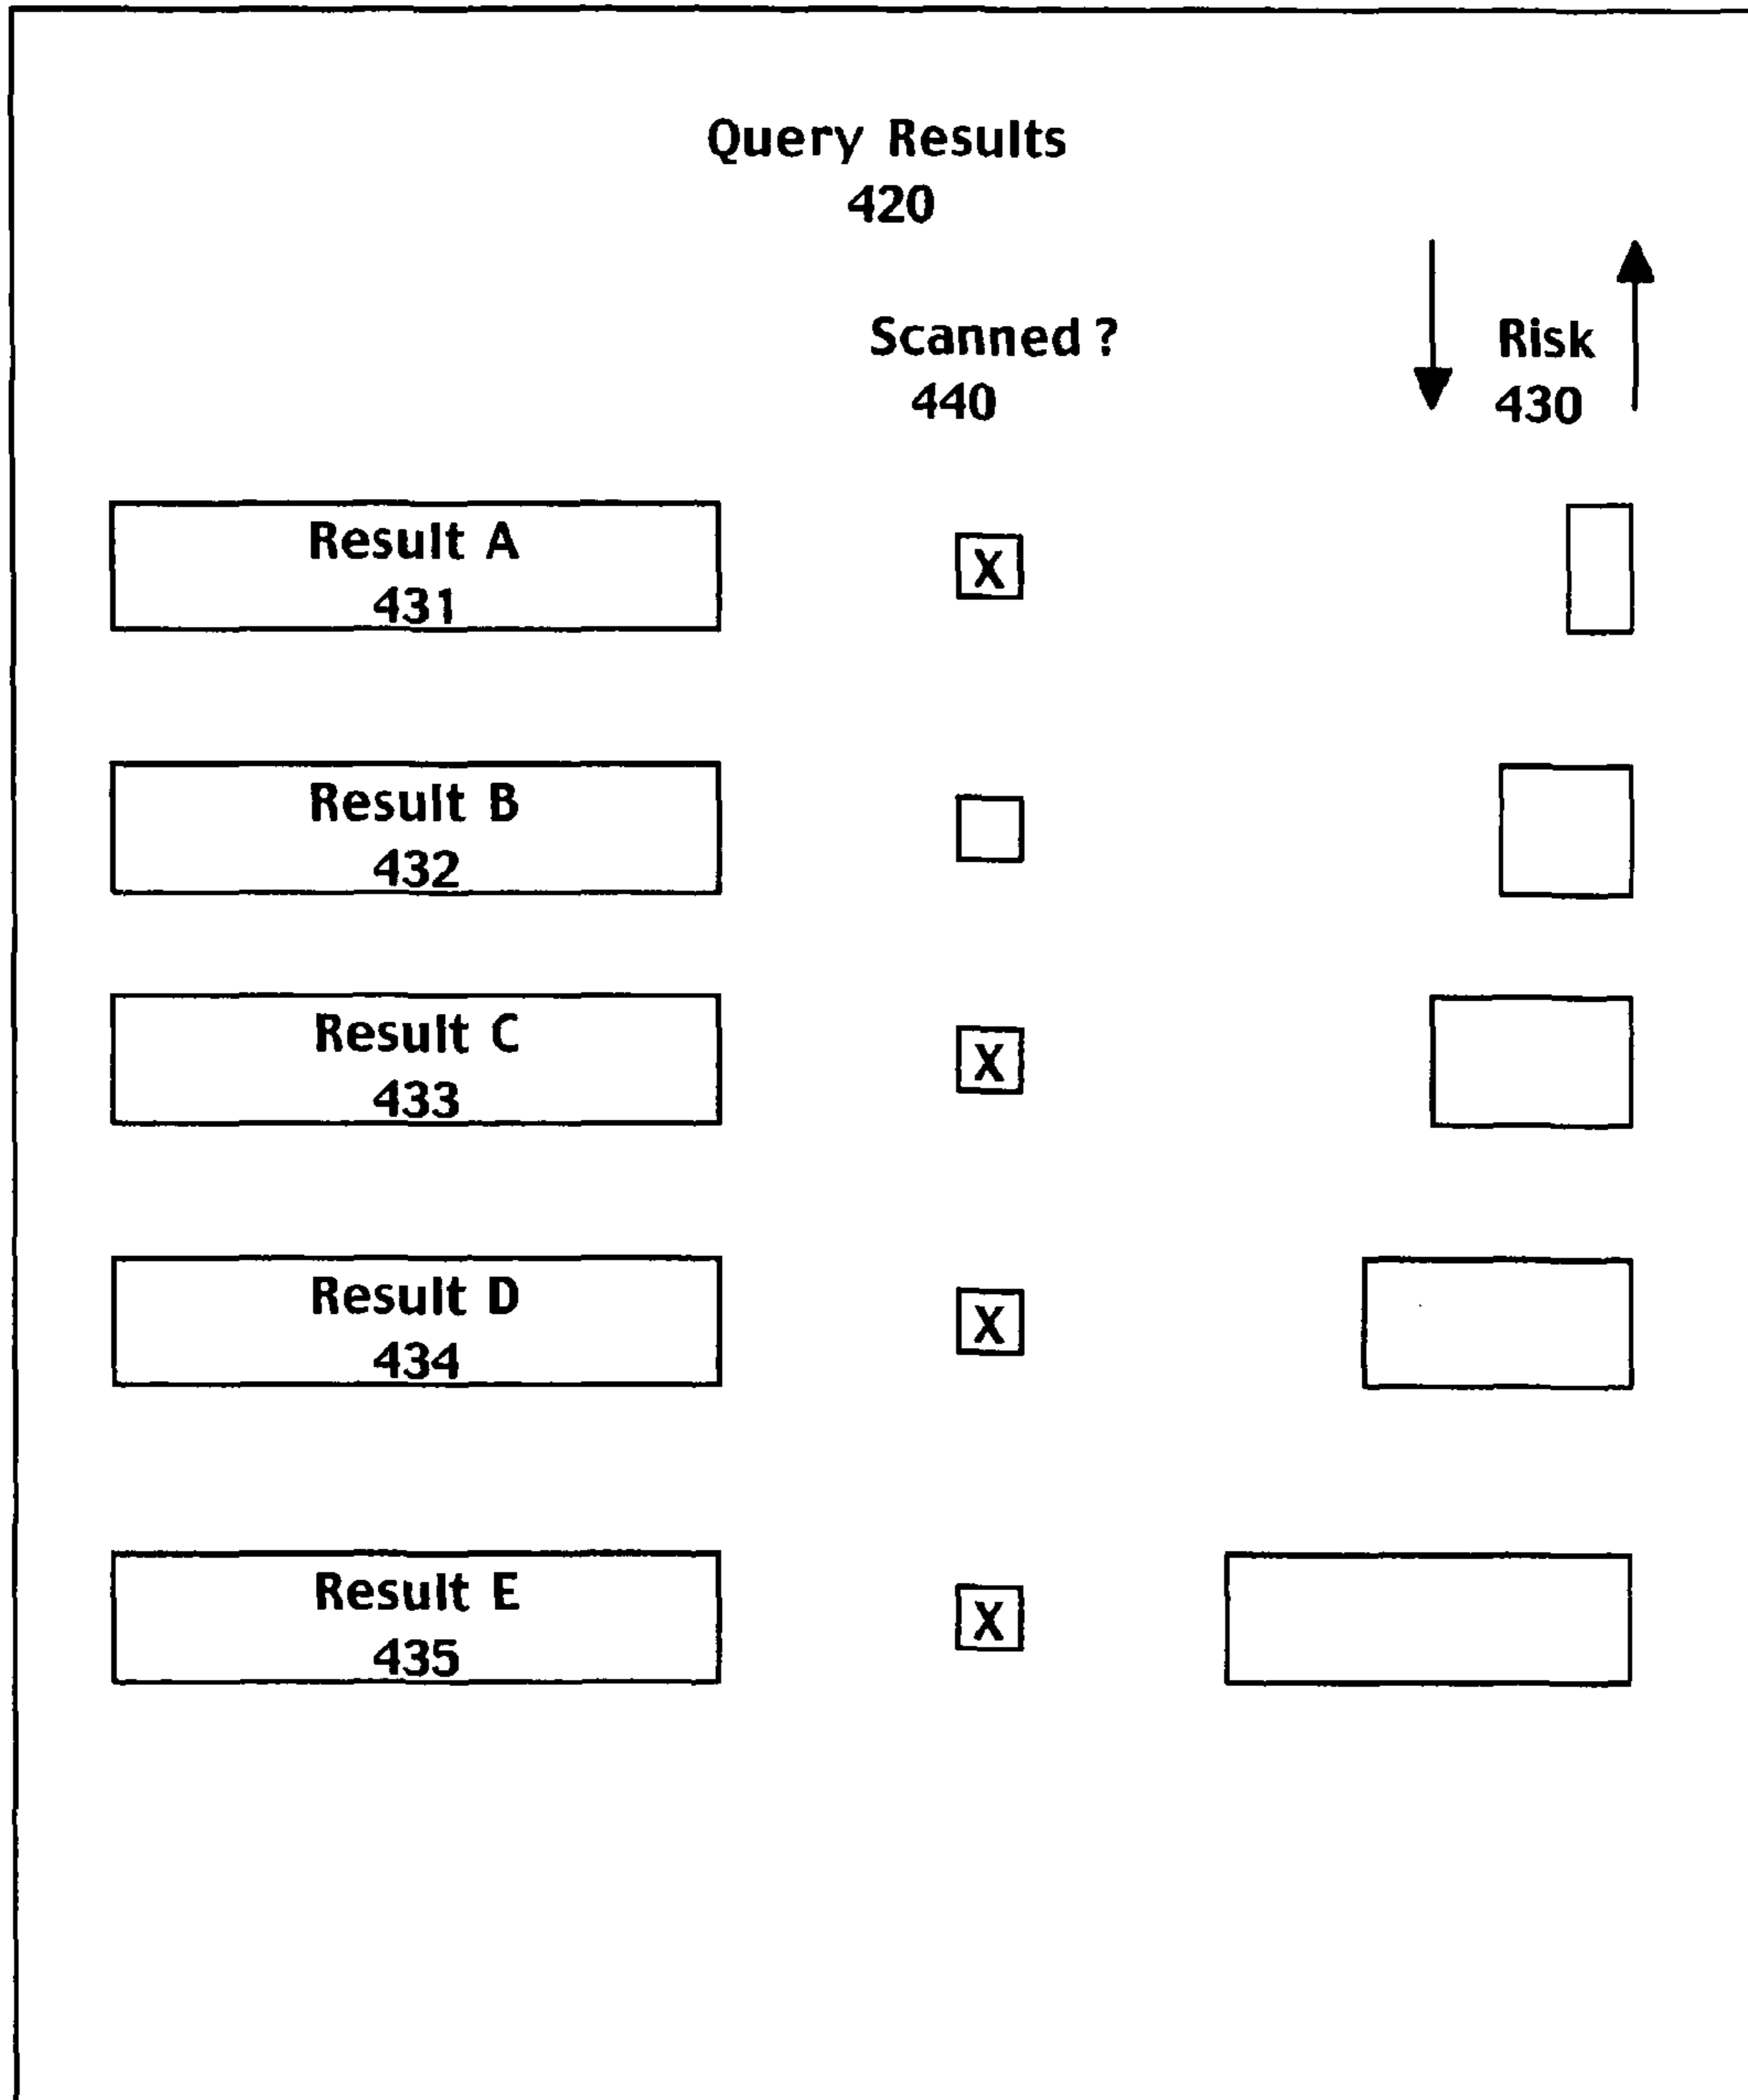 Query Results
420
Scanned ?
440
Risk
430
Result A
431
X
Result B
432
Result C
433
X
Result D
434
X
Result E
435
X